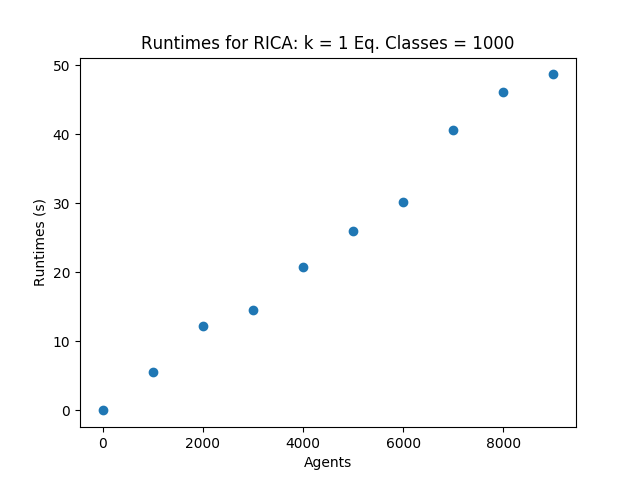 Runtimes for RICA: k = 1 Eq. Classes = 1000
50
40
30
20
10
0
Runtimes (s)
0 2000 4000 6000 8000
Agents